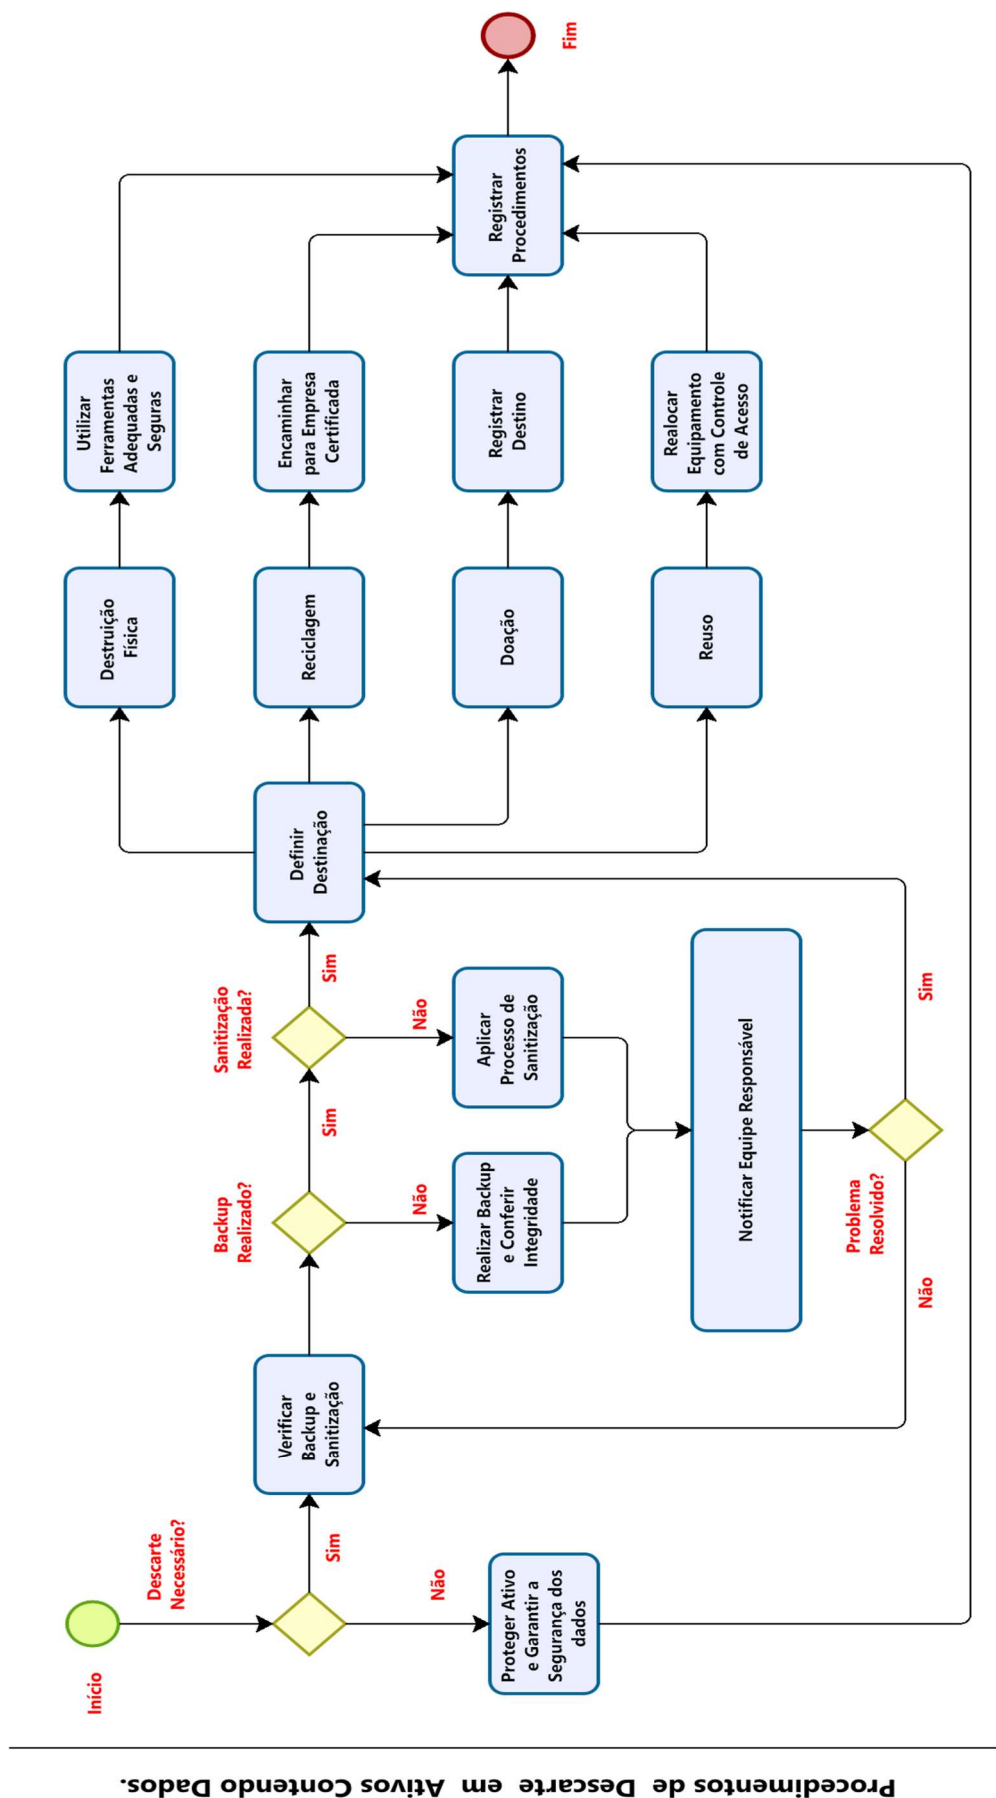 Procedimentos de Descarte em Ativos Contendo Dados.
Início
Descarte
Necessário?
Sim
Não
Proteger Ativo
e Garantir a
Segurança dos
dados
Verificar
Backup e
Sanitização
Backup
Realizado?
Sim
Não
Realizar Backup
e Conferir
Integridade
Sanitização
Realizada?
Sim
Não
Aplicar
Processo de
Sanitização
Notificar Equipe Responsável
Problema
Resolvido?
Não
Sim
Definir
Destinação
Destruição
Física
Utilizar
Ferramentas
Adequadas e
Seguras
Reciclagem
Encaminhar
para Empresa
Certificada
Doação
Registrar
Destino
Reuso
Realocar
Equipamento
com Controle
de Acesso
Registrar
Procedimentos
Fim